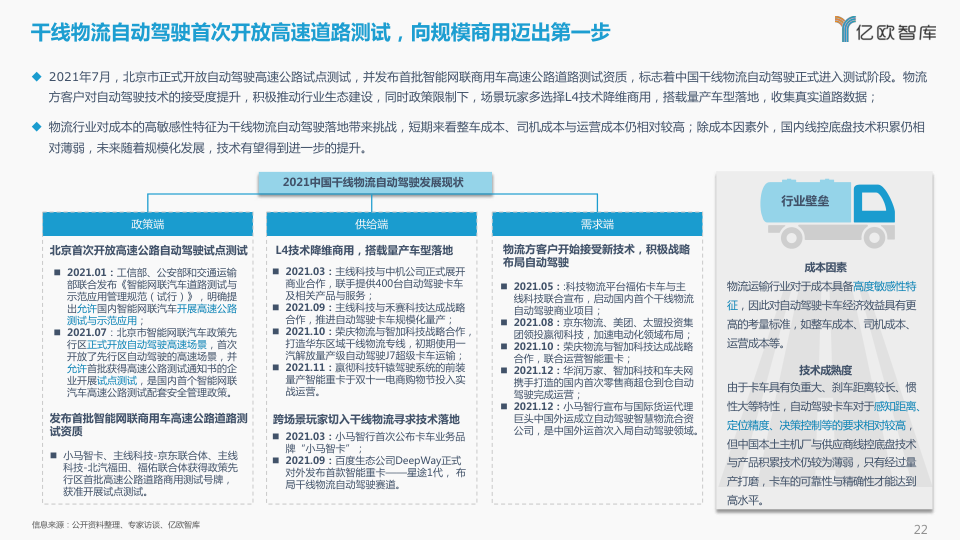 干线物流自动驾驶首次开放高速道路测试，向规模商用迈出第一步
亿欧智库
◆ 2021年7月，北京市正式开放自动驾驶高速公路试点测试，并发布首批智能网联商用车高速公路道路测试资质，标志着中国干线物流自动驾驶正式进入测试阶段。物流
方客户对自动驾驶技术的接受度提升，积极推动行业生态建设，同时政策限制下，场景玩家多选择L4技术降维商用，搭载量产车型落地，收集真实道路数据；
◆ 物流行业对成本的高敏感性特征为干线物流自动驾驶落地带来挑战，短期来看整车成本、司机成本与运营成本仍相对较高；除成本因素外，国内线控底盘技术积累仍相
对薄弱，未来随着规模化发展，技术有望得到进一步的提升。
2021中国干线物流自动驾驶发展现状
政策端
北京首次开放高速公路自动驾驶试点测试
■ 2021.01：工信部、公安部和交通运输
部联合发布《智能网联汽车道路测试与
示范应用管理规范（试行）》，明确提
出允许国内智能网联汽车开展高速公路
测试与示范应用；
■ 2021.07：北京市智能网联汽车政策先
行区正式开放自动驾驶高速场景，首次
开放了先行区自动驾驶的高速场景，并
允许首批获得高速测试通知书的企
业开展试点测试，是国内首个智能网联
汽车高速公路测试配套安全管理政策。
发布首批智能网联商用车高速公路道路测
试资质
■ 小马智卡、主线科技-京东联合体、主线
科技-北汽福田、福佑联合体获得政策先
行区首批高速公路道路商用测试号牌，
获准开展试点测试。
供给端
L4技术降维商用，搭载量产车型落地
■ 2021.03：主线科技与中机公司正式展开
商业合作，联手提供400台自动驾驶卡车
及相关产品与服务；
■ 2021.09：主线科技与禾赛科技达成战略
合作，推进自动驾驶卡车规模化量产；
■ 2021.10：荣庆物流与智加科技战略合作，
打造华东区域干线物流专线，初期使用一
汽解放量产级自动驾驶J7超级卡车运输；
■ 2021.11：嬴彻科技轩辕驾驶系统的前装
量产智能重卡于双十一电商购物节投入实
战运营。
跨场景玩家切入干线物流寻求技术落地
■ 2021.03：小马智行首次公布卡车业务品
牌“小马智卡”；
■ 2021.09：百度生态公司DeepWay正式
对外发布首款智能重卡——星途1代，布
局干线物流自动驾驶赛道。
需求端
物流方客户开始接受新技术，积极战略
布局自动驾驶
■ 2021.05：:科技物流平台福布卡车与主
线科技联合宣布，启动国内首个干线物流
自动驾驶商业项目；
■ 2021.08：京东物流、美团、太盟投资集
团领投嬴彻科技，加速电动化领域布局；
■ 2021.10：荣庆物流与智加科技达成战略
合作，联合运营智能重卡；
■ 2021.12：华润万家、智加科技和车夫网
携手打造的国内首次零售商超仓到仓自动
驾驶完成运营；
■ 2021.12：小马智行宣布与国际货运代理
巨头中国外运成立自动驾驶智慧物流合资
公司，是中国外运首次入局自动驾驶领域。
行业壁垒
成本因素
物流运输行业对于成本具备高度敏感性特
征，因此对自动驾驶卡车经济效益具有更
高的考量标准，如整车成本、司机成本、
运营成本等。
技术成熟度
由于卡车具有负重大、刹车距离较长、惯
性大等特性，自动驾驶卡车对于感知距离、
定位精度、决策控制等的要求相对较高，
但中国本土主机厂与供应商线控底盘技术
与产品积累技术仍较为薄弱，只有经过量
产打磨，卡车的可靠性与精确性才能达到
高水平。
信息来源：公开资料整理、专家访谈、亿欧智库
22